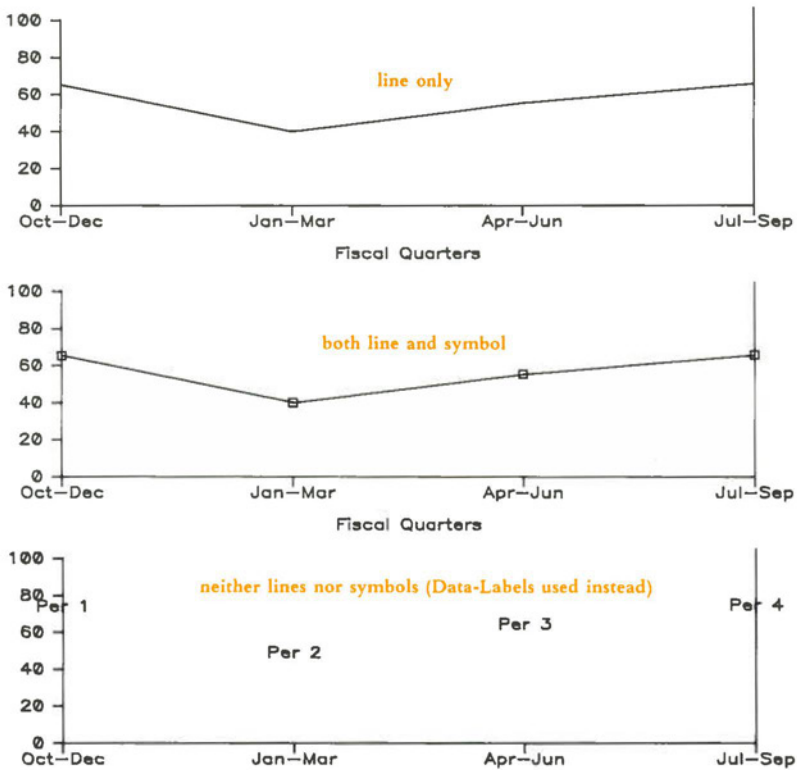 100
80
line only
60
40
20
0
Oct–Dec Jan–Mar Apr–Jun Jul–Sep
Fiscal Quarters
100
80
both line and symbol
60
40
20
0
Oct–Dec Jan–Mar Apr–Jun Jul–Sep
Fiscal Quarters
100
neither lines nor symbols (Data-Labels used instead)
80
Per 1 Per 4
Per 3
60
Per 2
40
20
0
Oct–Dec Jan–Mar Apr–Jun Jul–Sep